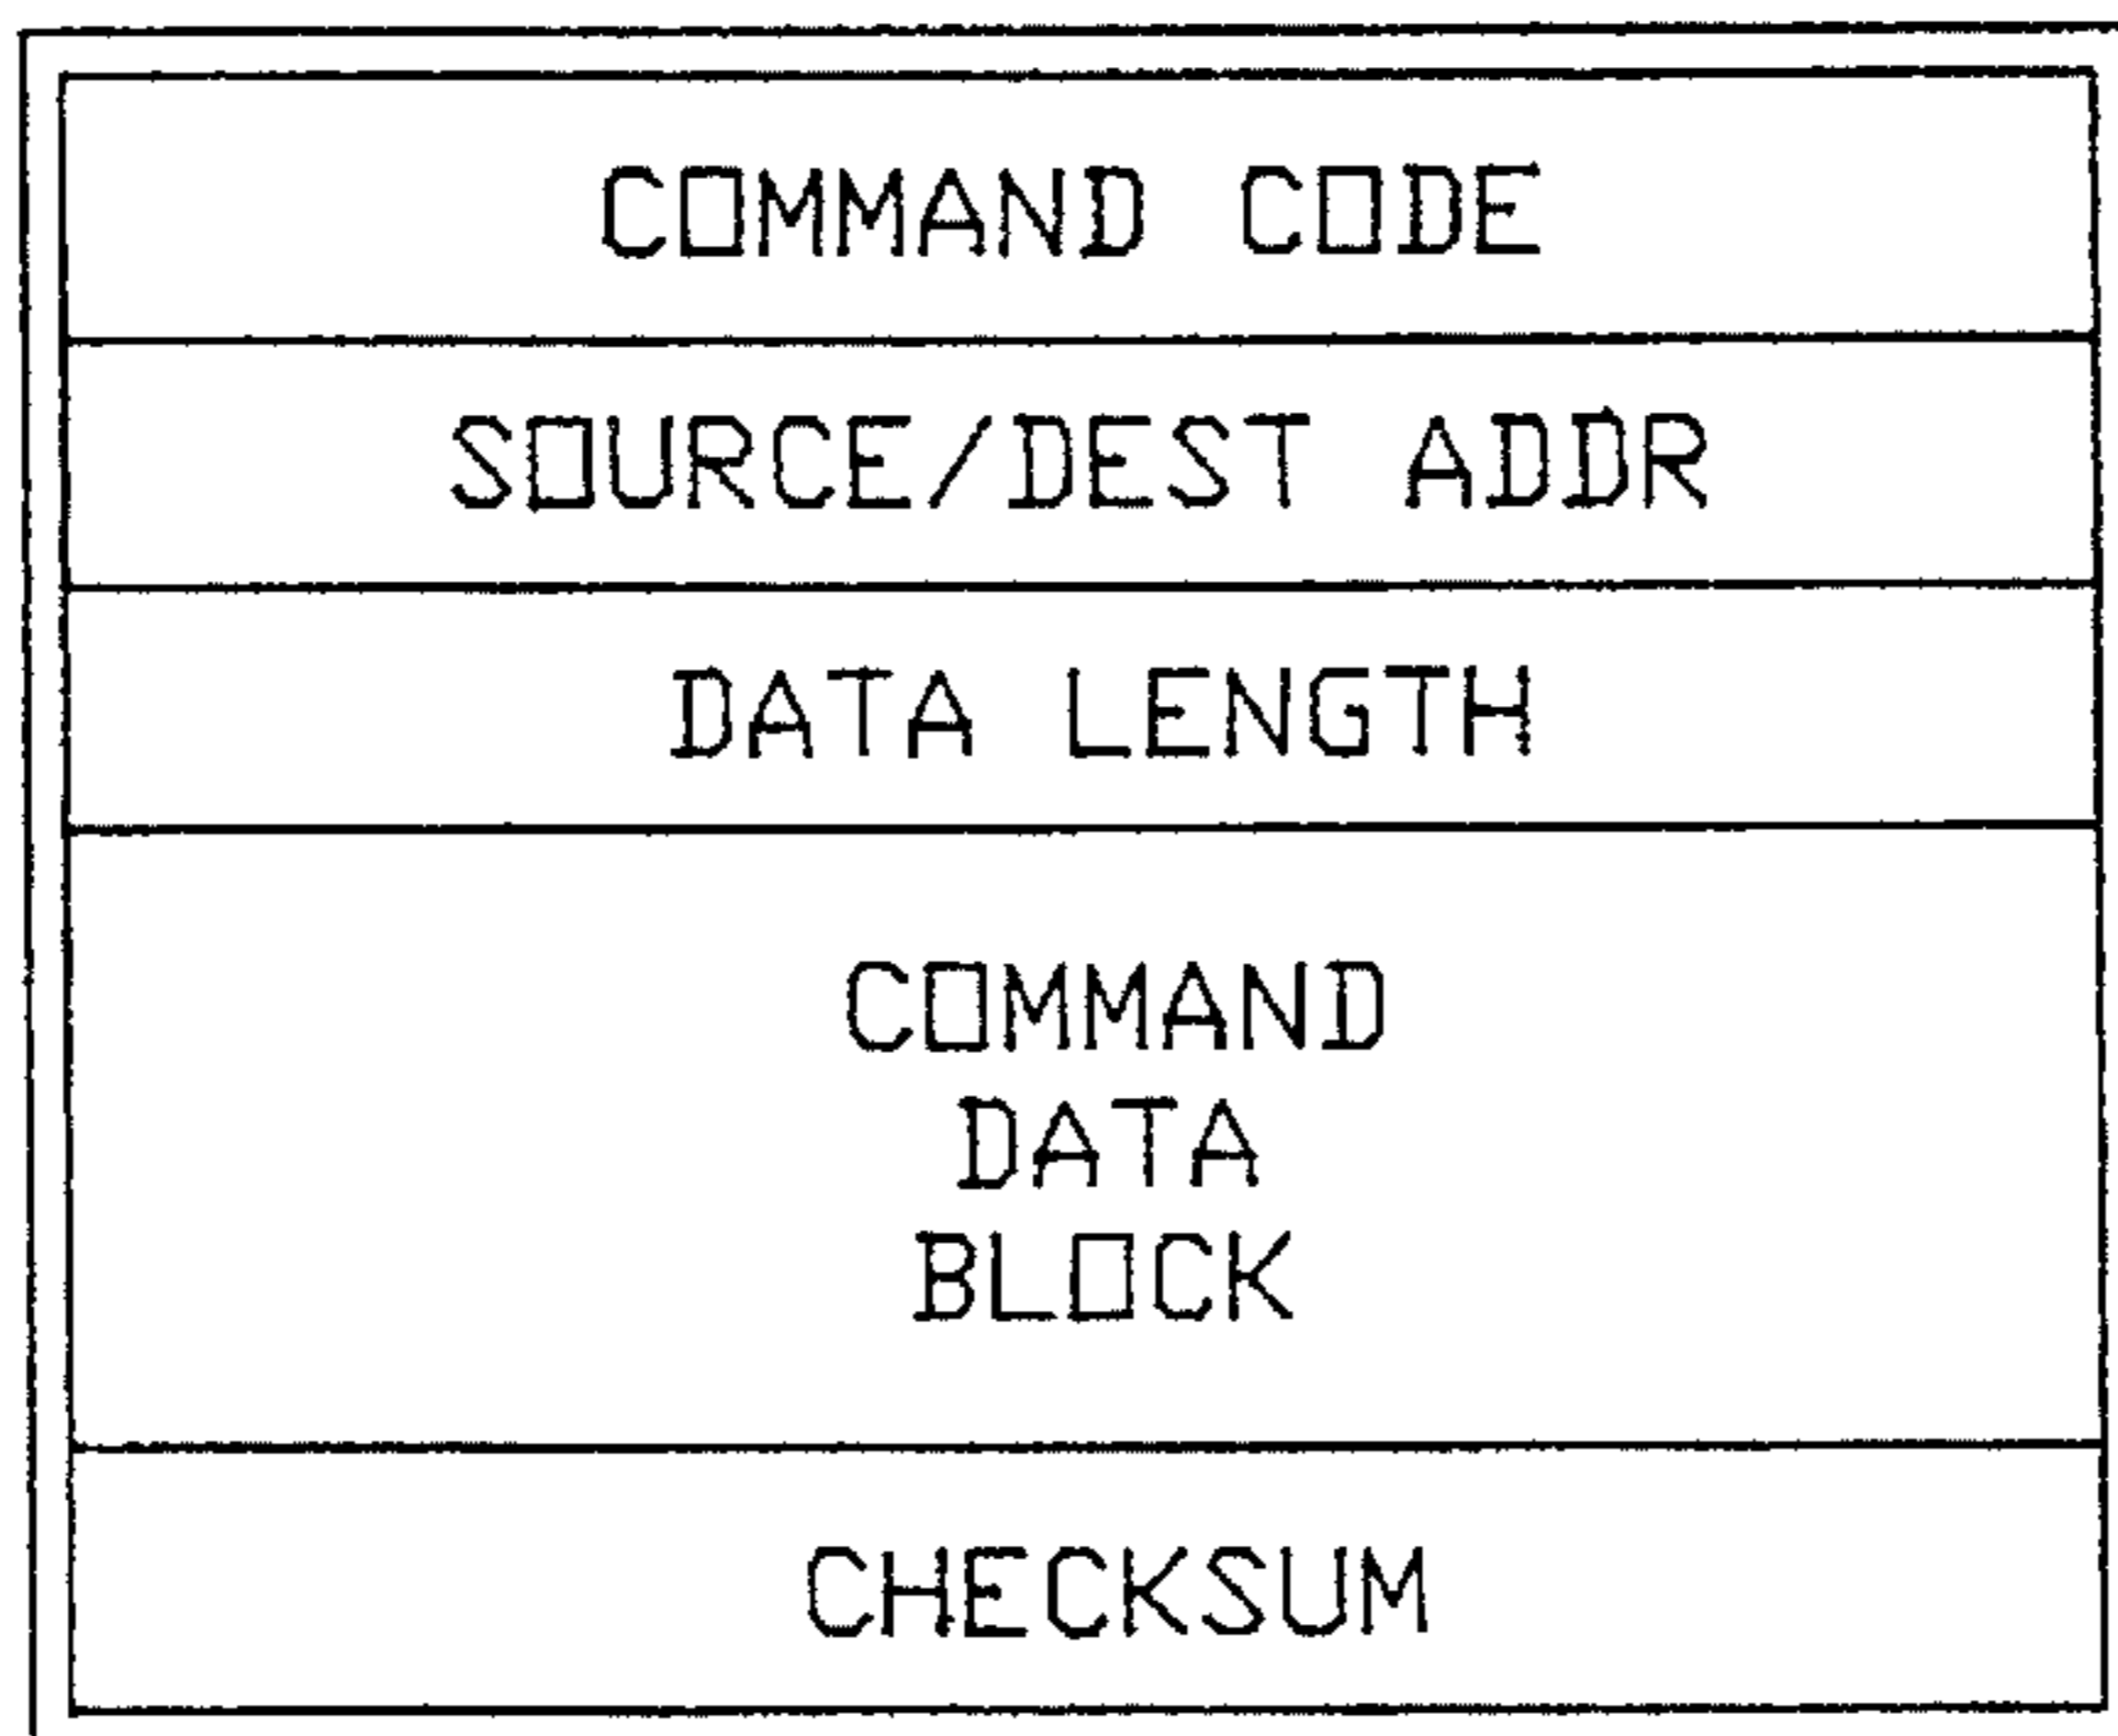 COMMAND CODE
SOURCE/DEST ADDR
DATA LENGTH
COMMAND
DATA
BLOCK
CHECKSUM